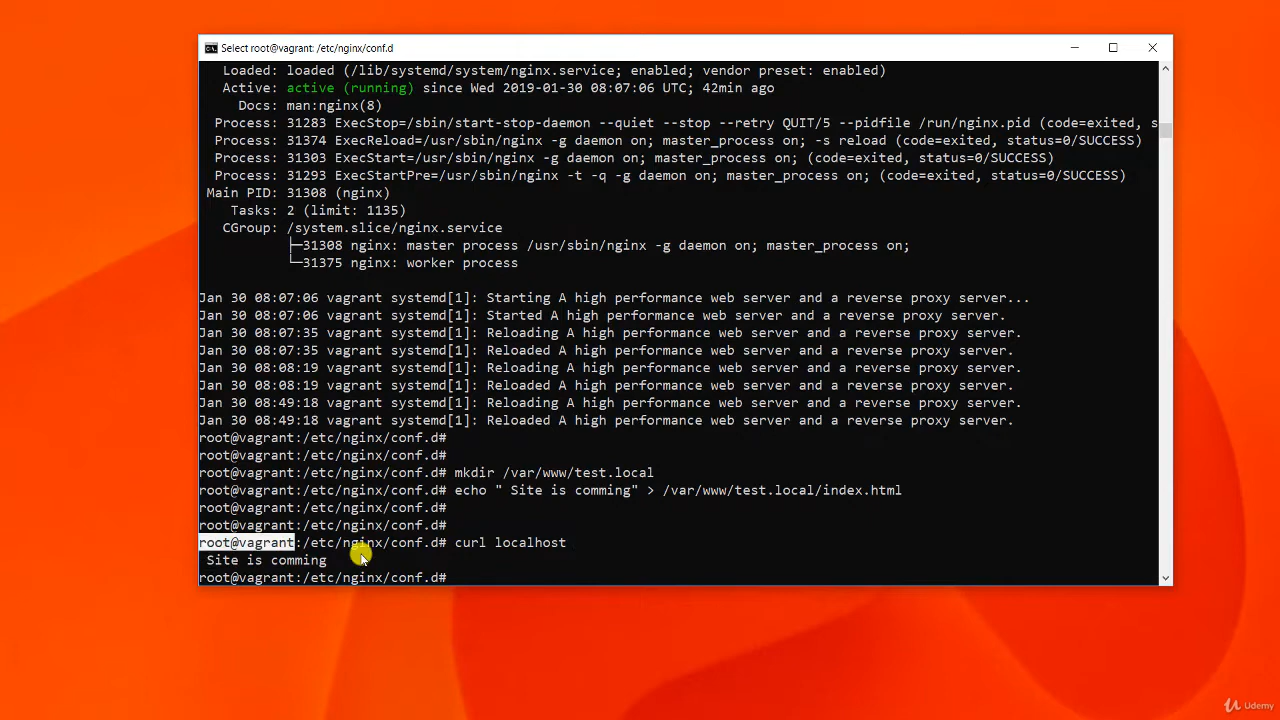 Select root@vagrant: /etc/nginx/conf.d
Loaded: loaded (/lib/systemd/system/nginx.service; enabled; vendor preset: enabled)
Active: active (running) since Wed 2019-01-30 08:07:06 UTC; 42min ago
Docs: man:nginx(8)
Process: 31283 ExecStop=/sbin/start-stop-daemon --quiet --stop --retry QUIT/5 --pidfile /run/nginx.pid (code=exited, s
Process: 31374 ExecReload=/usr/sbin/nginx -g daemon on; master_process on; -s reload (code=exited, status=0/SUCCESS)
Process: 31303 ExecStart=/usr/sbin/nginx -g daemon on; master_process on; (code=exited, status=0/SUCCESS)
Process: 31293 ExecStartPre=/usr/sbin/nginx -t -q -g daemon on; master_process on; (code=exited, status=0/SUCCESS)
Main PID: 31308 (nginx)
Tasks: 2 (limit: 1135)
CGroup: /system.slice/nginx.service
├─31308 nginx: master process /usr/sbin/nginx -g daemon on; master_process on;
└─31375 nginx: worker process
Jan 30 08:07:06 vagrant systemd[1]: Starting A high performance web server and a reverse proxy server...
Jan 30 08:07:06 vagrant systemd[1]: Started A high performance web server and a reverse proxy server.
Jan 30 08:07:35 vagrant systemd[1]: Reloading A high performance web server and a reverse proxy server.
Jan 30 08:07:35 vagrant systemd[1]: Reloaded A high performance web server and a reverse proxy server.
Jan 30 08:08:19 vagrant systemd[1]: Reloading A high performance web server and a reverse proxy server.
Jan 30 08:08:19 vagrant systemd[1]: Reloaded A high performance web server and a reverse proxy server.
Jan 30 08:49:18 vagrant systemd[1]: Reloading A high performance web server and a reverse proxy server.
Jan 30 08:49:18 vagrant systemd[1]: Reloaded A high performance web server and a reverse proxy server.
root@vagrant:/etc/nginx/conf.d#
root@vagrant:/etc/nginx/conf.d#
root@vagrant:/etc/nginx/conf.d# mkdir /var/www/test.local
root@vagrant:/etc/nginx/conf.d# echo " Site is comming" > /var/www/test.local/index.html
root@vagrant:/etc/nginx/conf.d#
root@vagrant:/etc/nginx/conf.d#
root@vagrant:/etc/nginx/conf.d# curl localhost
Site is comming
root@vagrant:/etc/nginx/conf.d#
Udemy